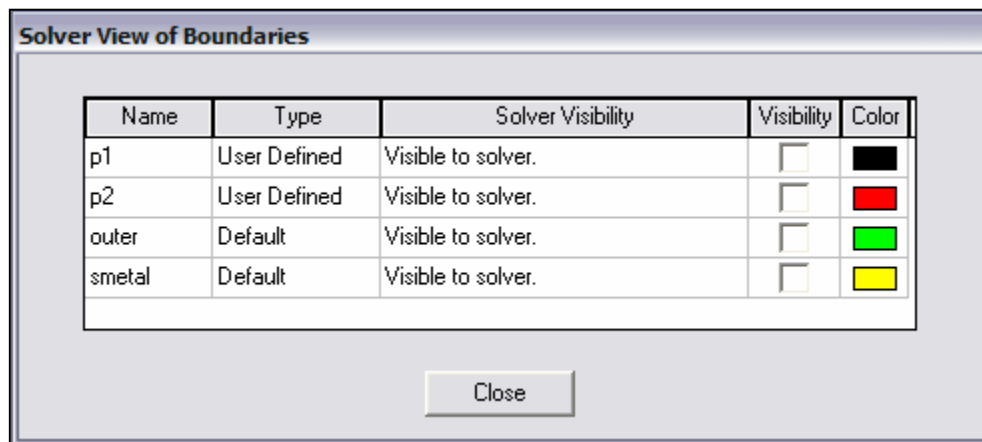 Solver View of Boundaries
Name Type Solver Visibility Visibility Color
p1 User Defined Visible to solver.
p2 User Defined Visible to solver.
outer Default Visible to solver.
smetal Default Visible to solver.
Close